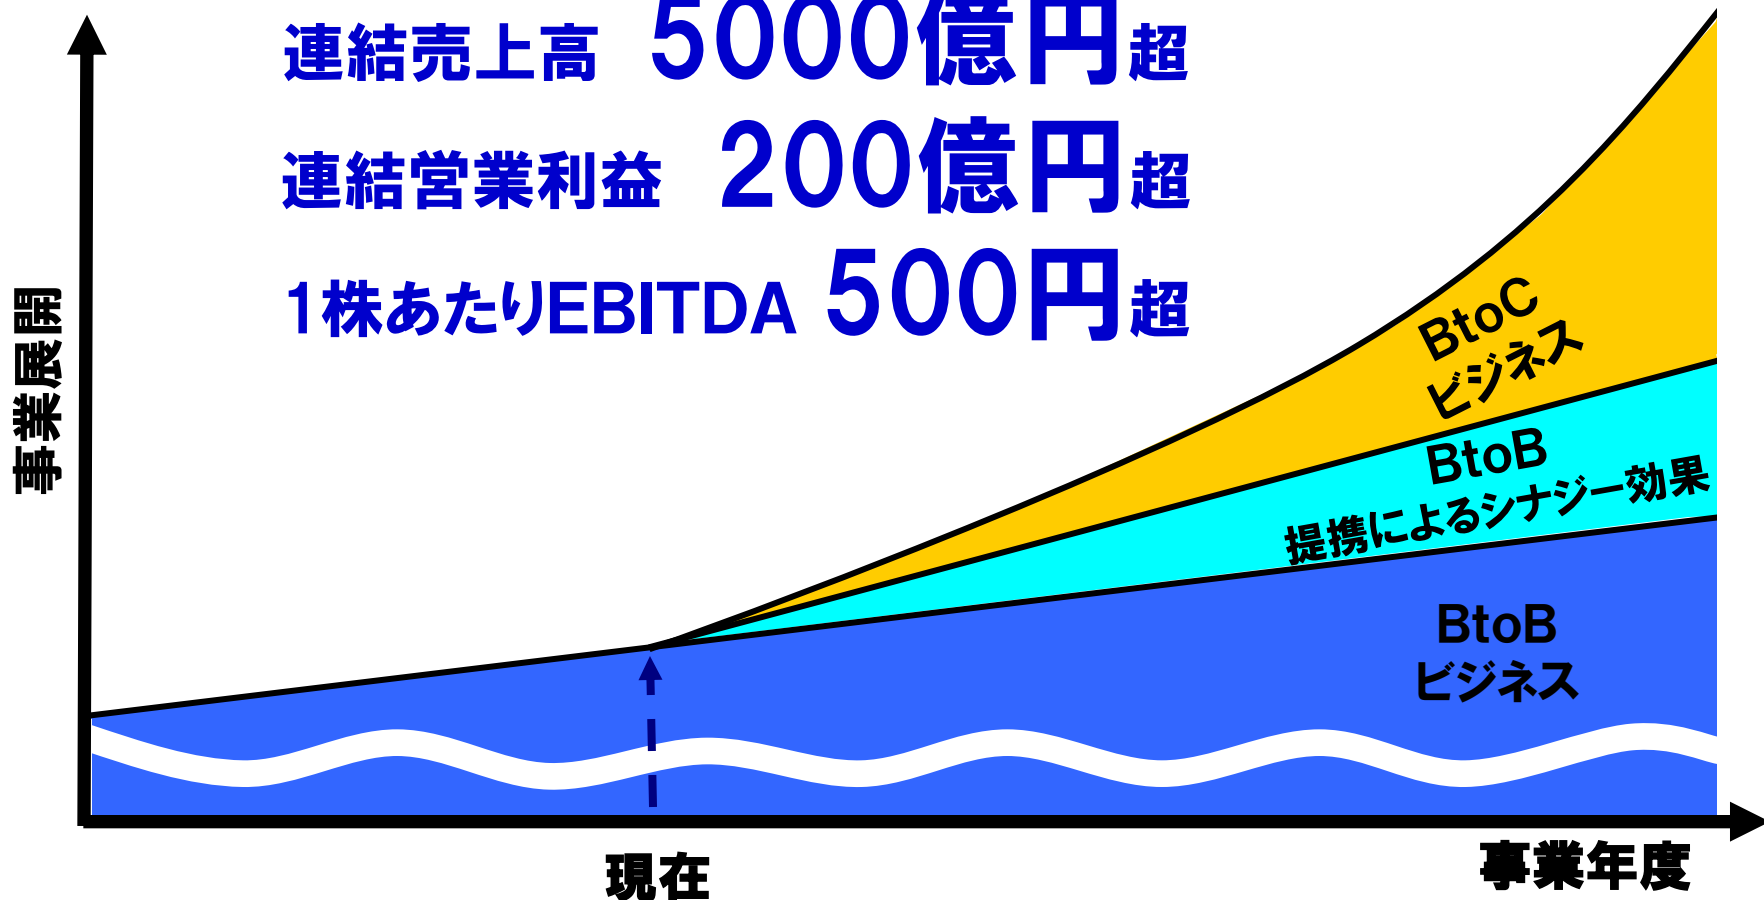 連結売上高 5000億円超
連結営業利益 200億円超
1株あたりEBITDA 500円超
事業展開
BtoC
ビジネス
BtoB
提携によるシナジー効果
BtoB
ビジネス
現在
事業年度